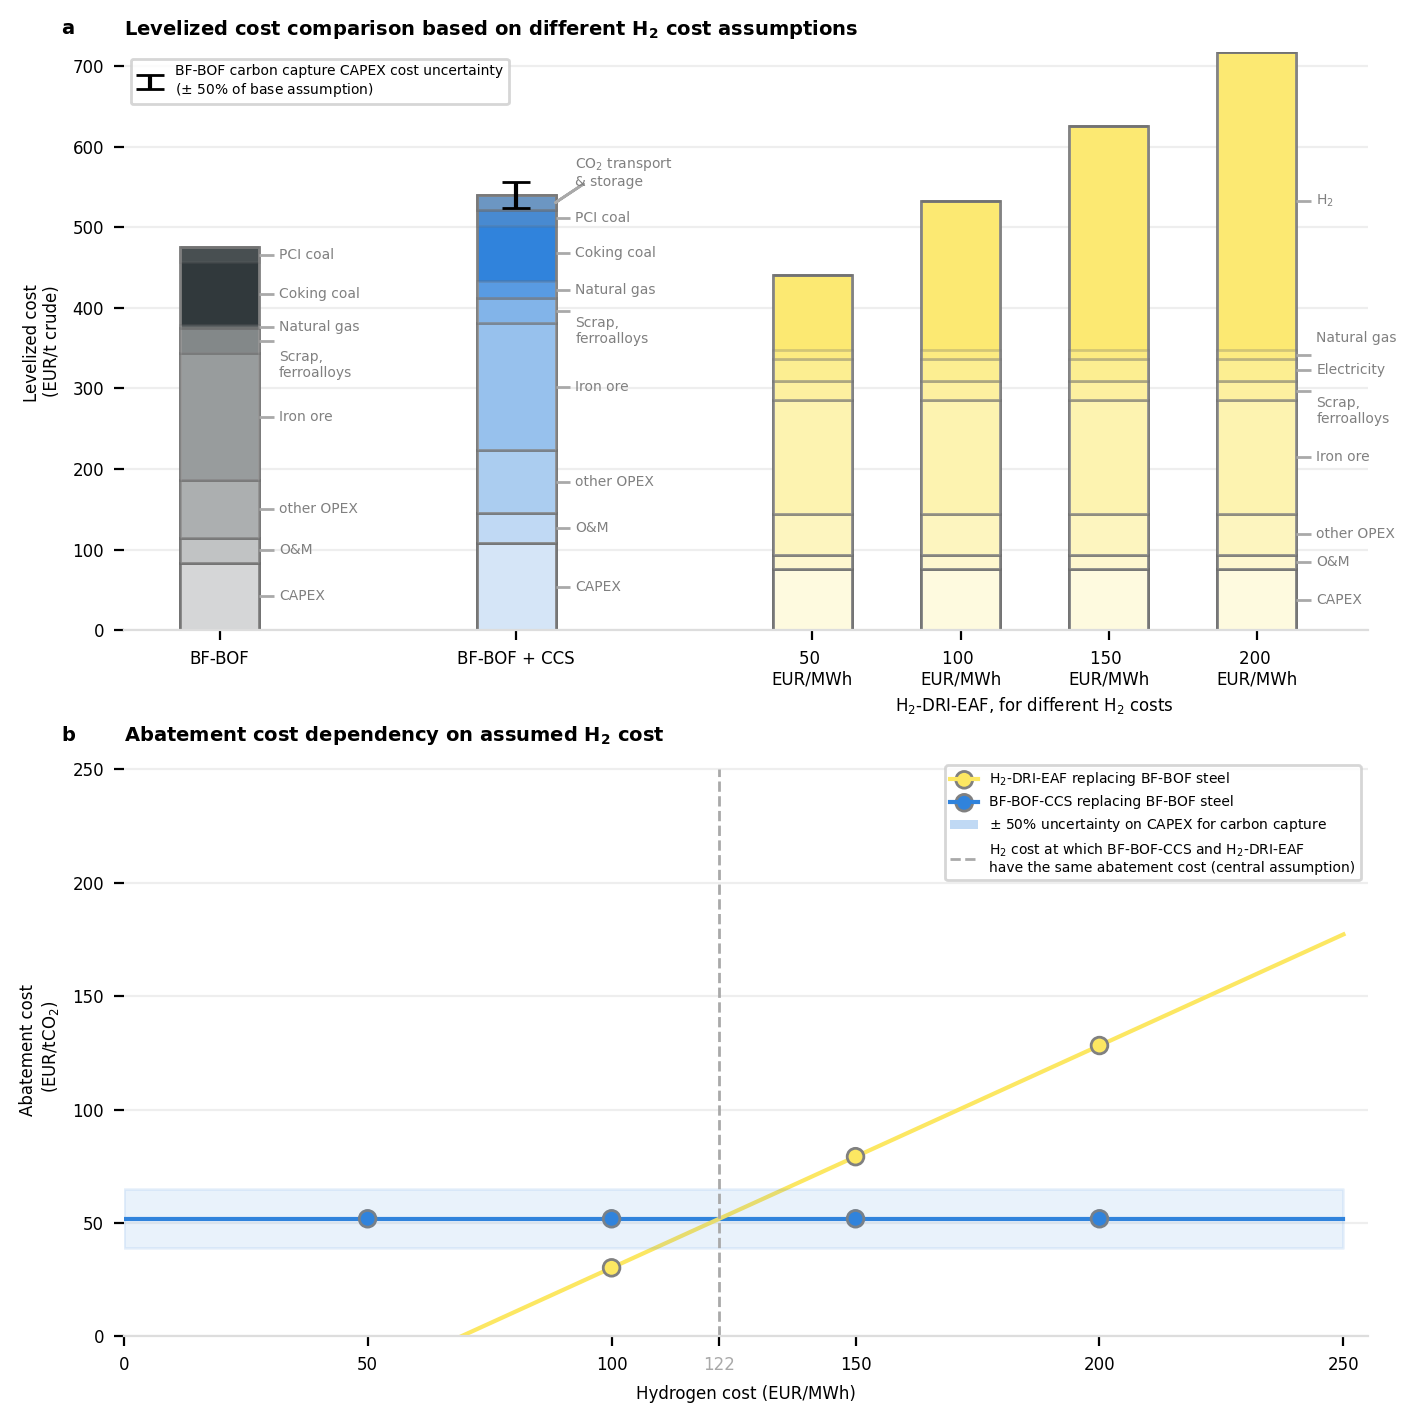 a Levelized cost comparison based on different H₂ cost assumptions
BF-BOF carbon capture CAPEX cost uncertainty
(± 50% of base assumption)
Levelized cost
(EUR/t crude)
700
600
500
400
300
200
100
0
PCI coal
Coking coal
Natural gas
Scrap,
ferroalloys
Iron ore
other OPEX
O&M
CAPEX
CO₂ transport
& storage
PCI coal
Coking coal
Natural gas
Scrap,
ferroalloys
Iron ore
other OPEX
O&M
CAPEX
H₂
Natural gas
Electricity
Scrap,
ferroalloys
Iron ore
other OPEX
O&M
CAPEX
BF-BOF
BF-BOF + CCS
50
EUR/MWh
100
EUR/MWh
150
EUR/MWh
200
EUR/MWh
H₂-DRI-EAF, for different H₂ costs
b Abatement cost dependency on assumed H₂ cost
H₂-DRI-EAF replacing BF-BOF steel
BF-BOF-CCS replacing BF-BOF steel
± 50% uncertainty on CAPEX for carbon capture
H₂ cost at which BF-BOF-CCS and H₂-DRI-EAF
have the same abatement cost (central assumption)
Abatement cost
(EUR/tCO₂)
250
200
150
100
50
0
0 50 100 122 150 200 250
Hydrogen cost (EUR/MWh)